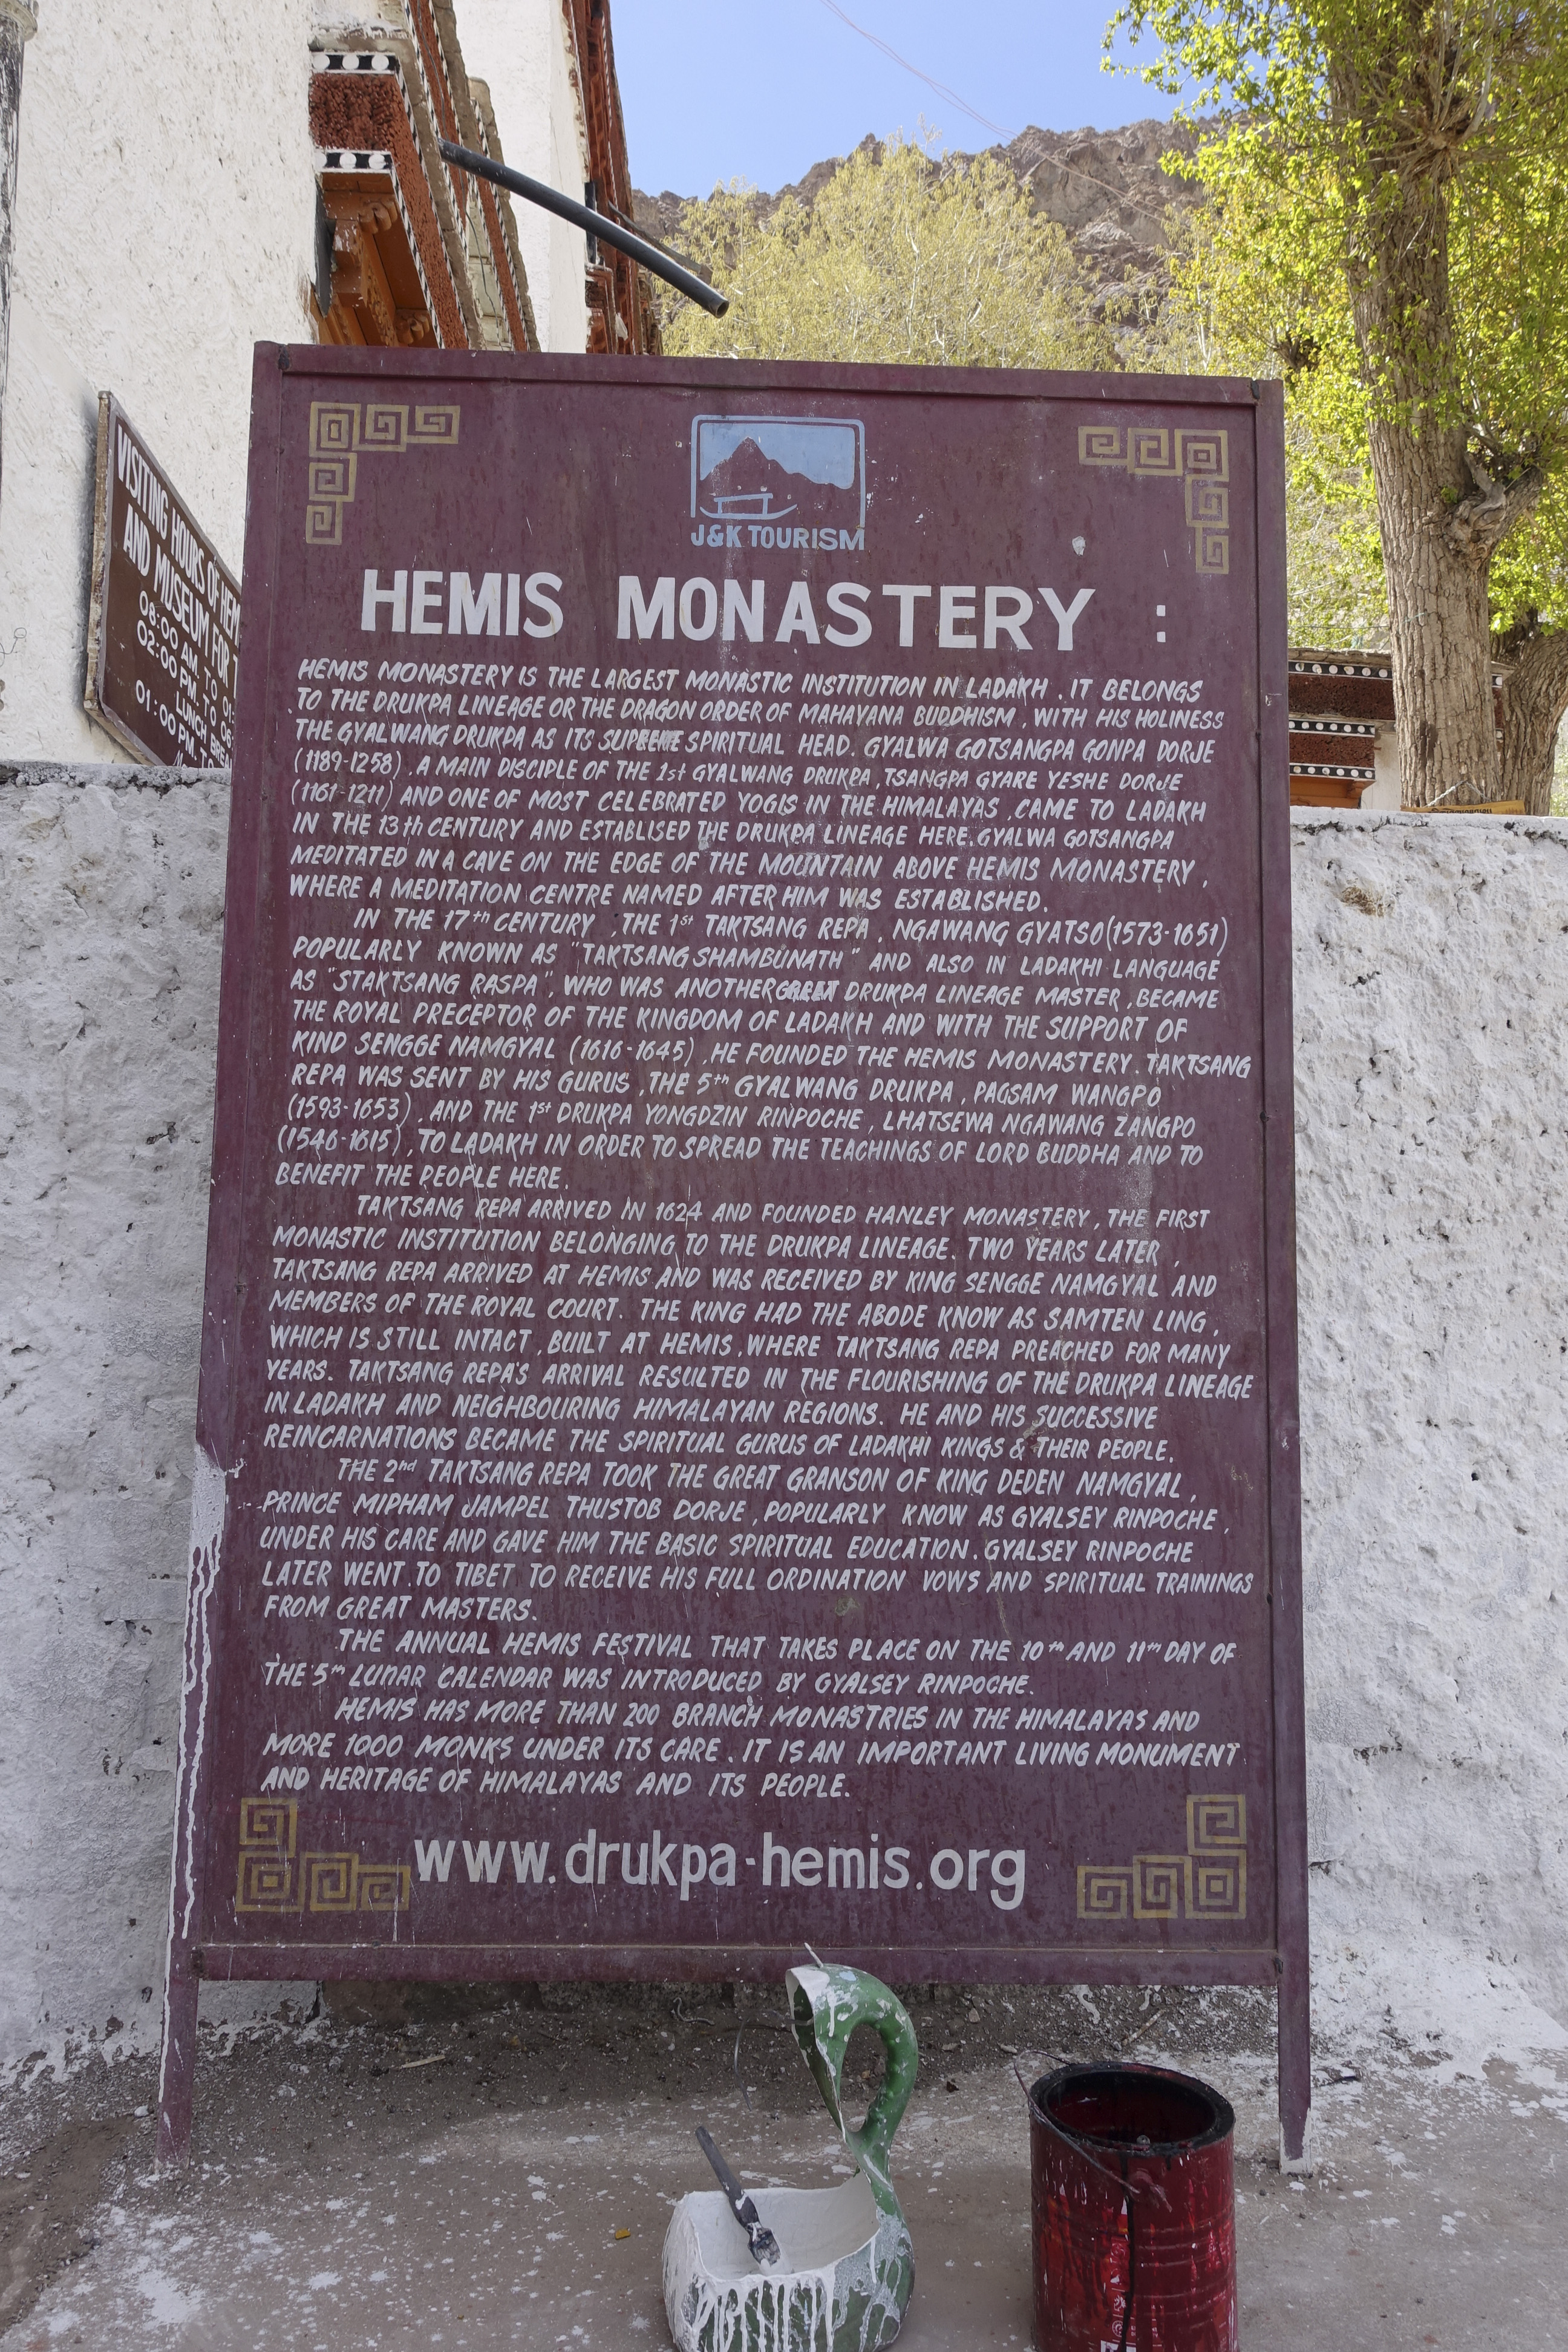 J&K TOURISM
HEMIS MONASTERY :
HEMIS MONASTERY IS THE LARGEST MONASTIC INSTITUTION IN LADAKH . IT BELONGS
TO THE DRUKPA LINEAGE OR THE DRAGON ORDER OF MAHAYANA BUDDHISM , WITH HIS HOLINESS
THE GYALWANG DRUKPA AS ITS SUPREME SPIRITUAL HEAD. GYALWA GOTSANGPA GONPA DORJE
(1189-1258) , A MAIN DISCIPLE OF THE 1st GYALWANG DRUKPA, TSANGPA GYARE YESHE DORJE
(1161-1211) AND ONE OF MOST CELEBRATED YOGIS IN THE HIMALAYAS , CAME TO LADAKH
IN THE 13th CENTURY AND ESTABLISED THE DRUKPA LINEAGE HERE. GYALWA GOTSANGPA
MEDITATED IN A CAVE ON THE EDGE OF THE MOUNTAIN ABOVE HEMIS MONASTERY ,
WHERE A MEDITATION CENTRE NAMED AFTER HIM WAS ESTABLISHED.
IN THE 17th CENTURY , THE 1st TAKTSANG REPA , NGAWANG GYATSO (1573-1651)
POPULARLY KNOWN AS "TAKTSANG SHAMBUNATH" AND ALSO IN LADAKHI LANGUAGE
AS "STAKTSANG RASPA", WHO WAS ANOTHER GREAT DRUKPA LINEAGE MASTER , BECAME
THE ROYAL PRECEPTOR OF THE KINGDOM OF LADAKH AND WITH THE SUPPORT OF
KIND SENGGE NAMGYAL (1616-1645) , HE FOUNDED THE HEMIS MONASTERY. TAKTSANG
REPA WAS SENT BY HIS GURUS , THE 5th GYALWANG DRUKPA , PAGSAM WANGPO
(1593-1653) , AND THE 1st DRUKPA YONGDZIN RINPOCHE , LHATSEWA NGAWANG ZANGPO
(1546-1615) , TO LADAKH IN ORDER TO SPREAD THE TEACHINGS OF LORD BUDDHA AND TO
BENEFIT THE PEOPLE HERE.
TAKTSANG REPA ARRIVED IN 1624 AND FOUNDED HANLEY MONASTERY , THE FIRST
MONASTIC INSTITUTION BELONGING TO THE DRUKPA LINEAGE. TWO YEARS LATER ,
TAKTSANG REPA ARRIVED AT HEMIS AND WAS RECEIVED BY KING SENGGE NAMGYAL AND
MEMBERS OF THE ROYAL COURT. THE KING HAD THE ABODE KNOW AS SAMTEN LING ,
WHICH IS STILL INTACT , BUILT AT HEMIS , WHERE TAKTSANG REPA PREACHED FOR MANY
YEARS. TAKTSANG REPA'S ARRIVAL RESULTED IN THE FLOURISHING OF THE DRUKPA LINEAGE
IN LADAKH AND NEIGHBOURING HIMALAYAN REGIONS. HE AND HIS SUCCESSIVE
REINCARNATIONS BECAME THE SPIRITUAL GURUS OF LADAKHI KINGS & THEIR PEOPLE.
THE 2nd TAKTSANG REPA TOOK THE GREAT GRANSON OF KING DEDEN NAMGYAL ,
PRINCE MIPHAM JAMPEL THUSTOB DORJE , POPULARLY KNOW AS GYALSEY RINPOCHE ,
UNDER HIS CARE AND GAVE HIM THE BASIC SPIRITUAL EDUCATION. GYALSEY RINPOCHE
LATER WENT TO TIBET TO RECEIVE HIS FULL ORDINATION VOWS AND SPIRITUAL TRAININGS
FROM GREAT MASTERS.
THE ANNUAL HEMIS FESTIVAL THAT TAKES PLACE ON THE 10th AND 11th DAY OF
THE 5th LUNAR CALENDAR WAS INTRODUCED BY GYALSEY RINPOCHE.
HEMIS HAS MORE THAN 200 BRANCH MONASTRIES IN THE HIMALAYAS AND
MORE 1000 MONKS UNDER ITS CARE . IT IS AN IMPORTANT LIVING MONUMENT
AND HERITAGE OF HIMALAYAS AND ITS PEOPLE.
www.drukpa-hemis.org
VISITING HOURS OF
AND MUSEUM FOR
08:00 AM. TO
02:00 PM. TO
LUNCH
01:00 PM.